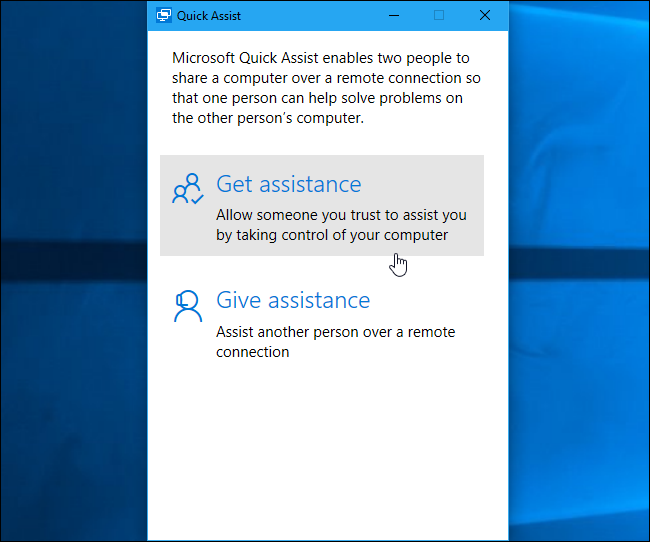 Quick Assist
Microsoft Quick Assist enables two people to
share a computer over a remote connection so
that one person can help solve problems on
the other person’s computer.
Get assistance
Allow someone you trust to assist you
by taking control of your computer
Give assistance
Assist another person over a remote
connection